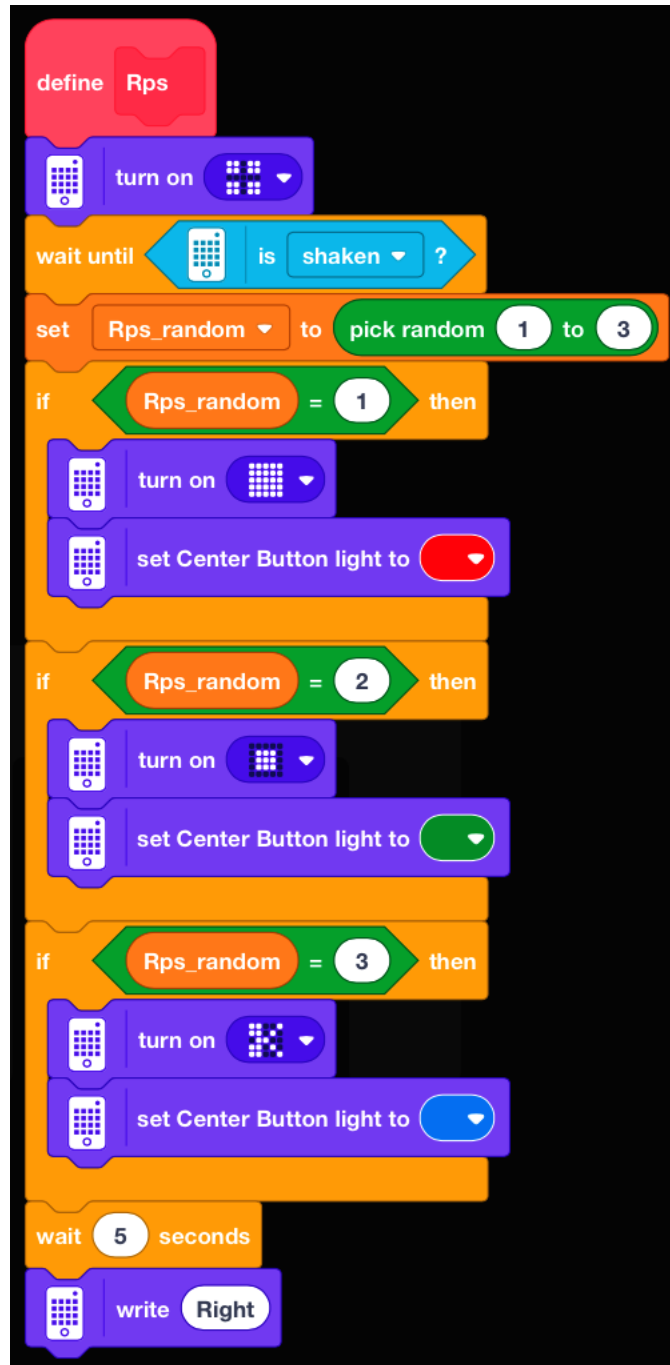 define Rps
turn on
wait until is shaken ?
set Rps_random to pick random 1 to 3
if Rps_random = 1 then
turn on
set Center Button light to
if Rps_random = 2 then
turn on
set Center Button light to
if Rps_random = 3 then
turn on
set Center Button light to
wait 5 seconds
write Right